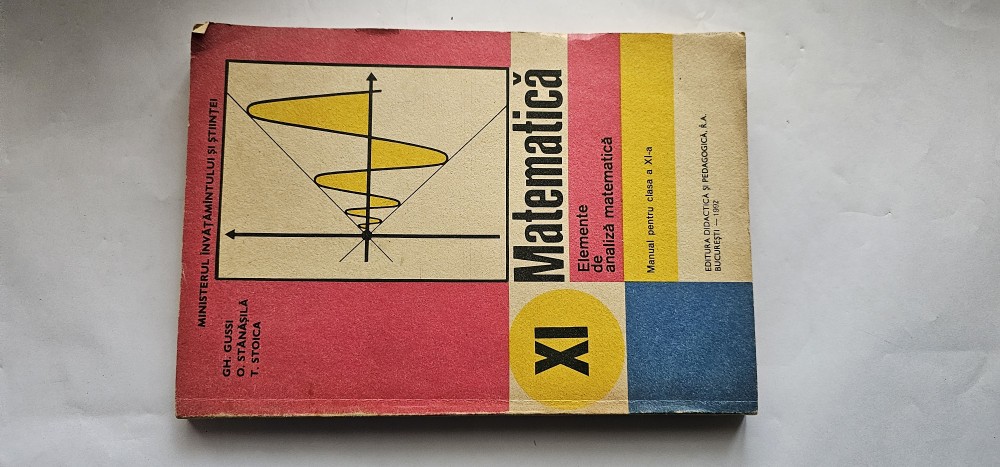 MINISTERUL ÎNVĂȚĂMÎNTULUI ȘI ȘTIINȚEI
GH. GUSSI
O. STĂNĂȘILĂ
T. STOICA
XI
Matematică
Elemente
de
analiză matematică
Manual pentru clasa a XI-a
EDITURA DIDACTICĂ ȘI PEDAGOGICĂ, R.A.
BUCUREȘTI — 1992